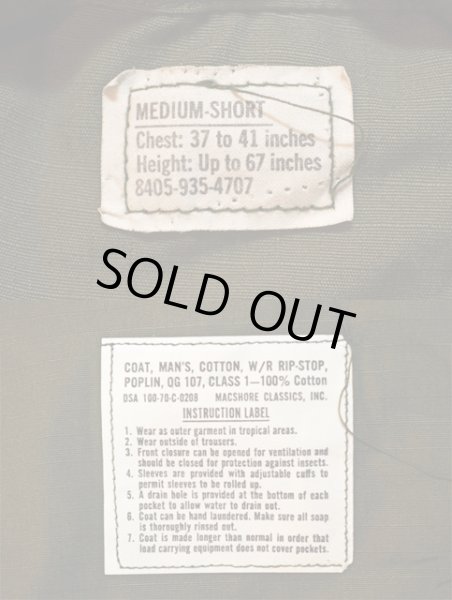 MEDIUM-SHORT
Chest: 37 to 41 inches
Height: Up to 67 inches
8405-935-4707
SOLD OUT
COAT, MAN'S, COTTON, W/R RIP-STOP,
POPLIN, OG 107, CLASS 1—100% Cotton
DSA 100-70-C-0208 MACSHORE CLASSICS, INC.
INSTRUCTION LABEL
1. Wear as outer garment in tropical areas.
2. Wear outside of trousers.
3. Front closure can be opened for ventilation and
should be closed for protection against insects.
4. Sleeves are provided with adjustable cuffs to
permit sleeves to be rolled up.
5. A drain hole is provided at the bottom of each
pocket to allow water to drain out.
6. Coat can be hand laundered. Make sure all soap
is thoroughly rinsed out.
7. Coat is made longer than normal in order that
load carrying equipment does not cover pockets.